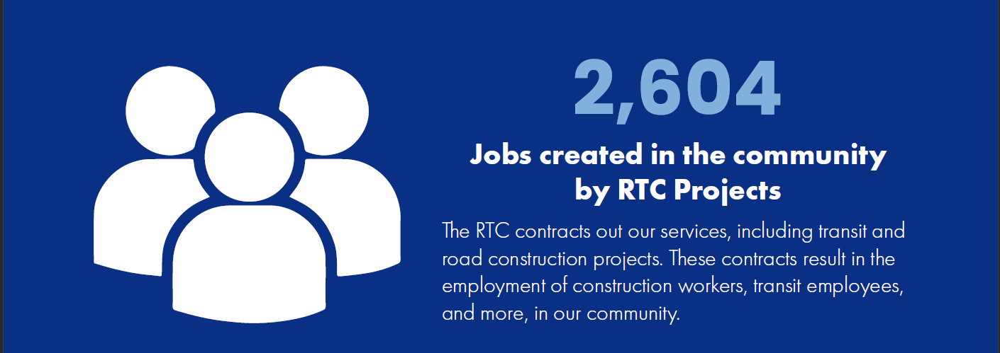 2,604
Jobs created in the community
by RTC Projects
The RTC contracts out our services, including transit and
road construction projects. These contracts result in the
employment of construction workers, transit employees,
and more, in our community.